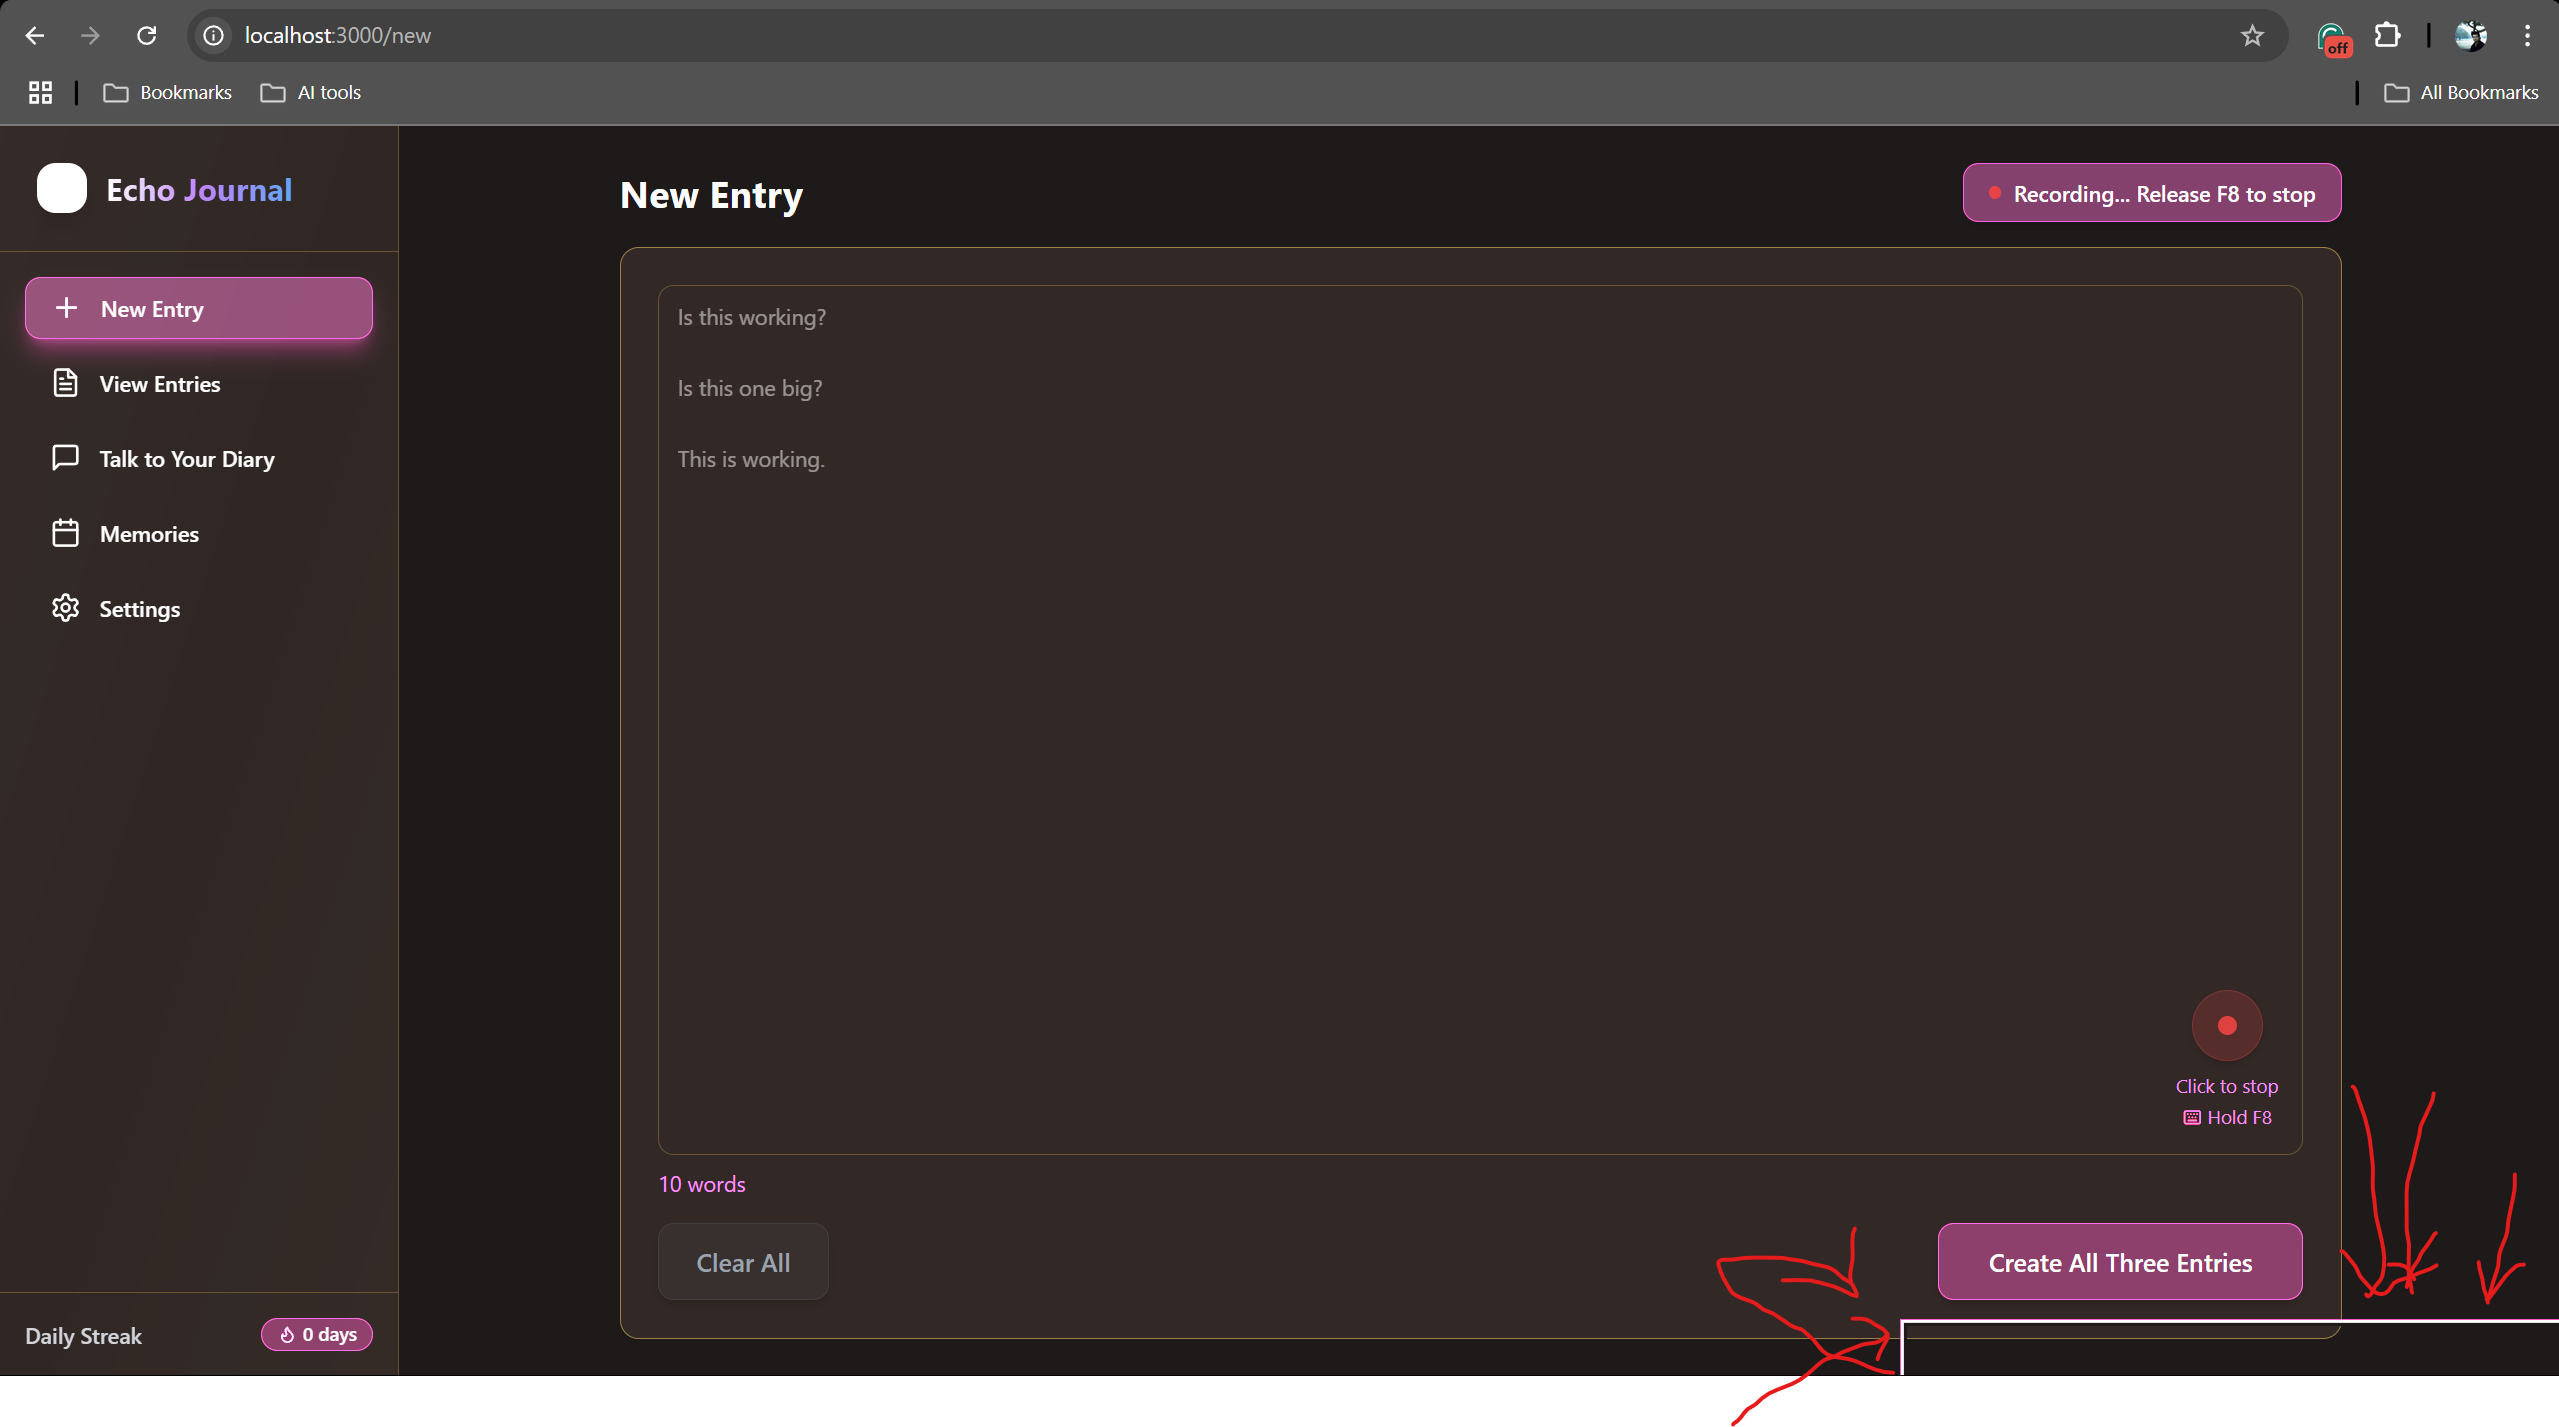 localhost:3000/new
off
Bookmarks
AI tools
All Bookmarks
Echo Journal
New Entry
View Entries
Talk to Your Diary
Memories
Settings
Daily Streak
0 days
New Entry
Recording... Release F8 to stop
Is this working?
Is this one big?
This is working.
Click to stop
Hold F8
10 words
Clear All
Create All Three Entries